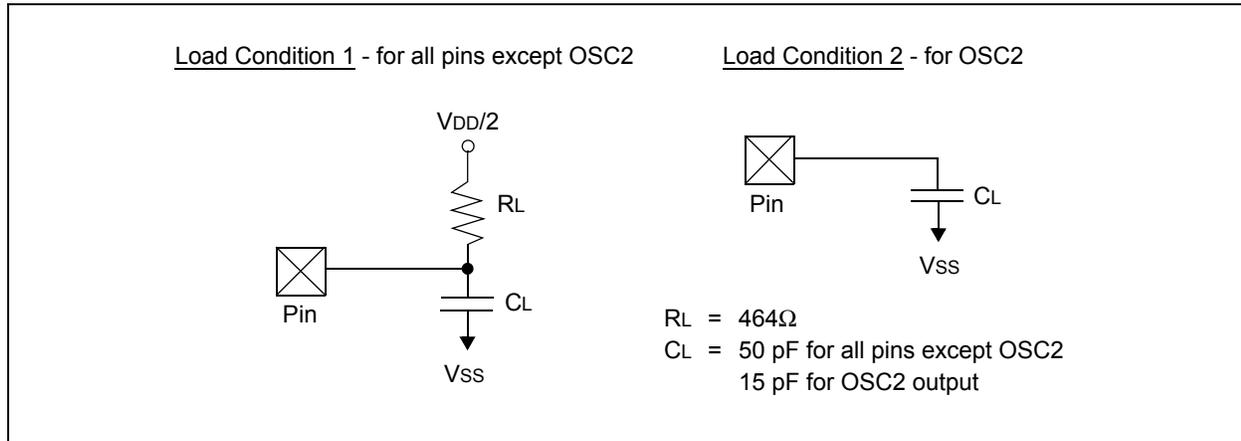 Load Condition 1 - for all pins except OSC2
VDD/2
RL
Pin
CL
VSS
Load Condition 2 - for OSC2
Pin
CL
VSS
RL = 464Ω
CL = 50 pF for all pins except OSC2
15 pF for OSC2 output